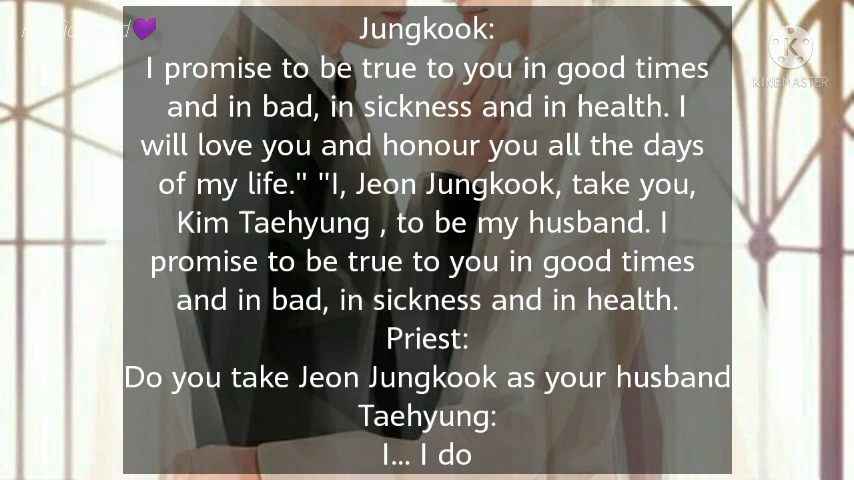 Jungkook:
I promise to be true to you in good times
and in bad, in sickness and in health. I
will love you and honour you all the days
of my life." "I, Jeon Jungkook, take you,
Kim Taehyung , to be my husband. I
promise to be true to you in good times
and in bad, in sickness and in health.
Priest:
Do you take Jeon Jungkook as your husband
Taehyung:
I... I do
KINEMASTER